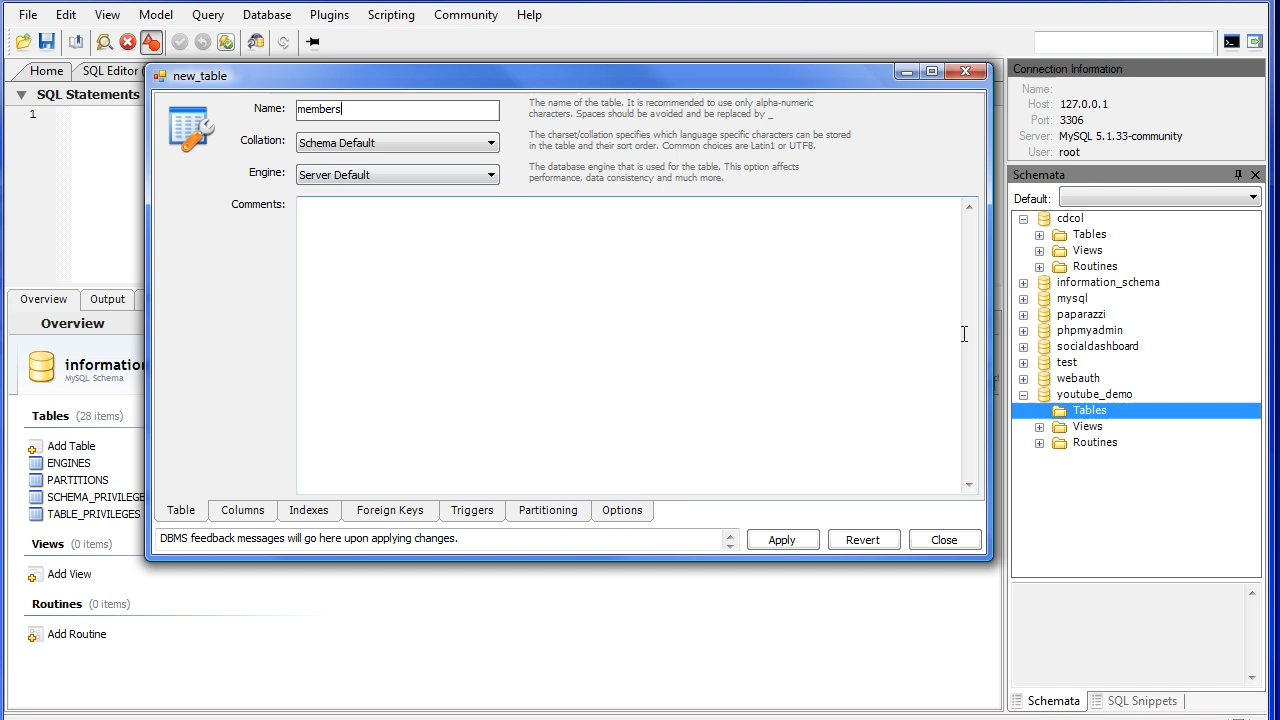 File Edit View Model Query Database Plugins Scripting Community Help
Home SQL Editor (
SQL Statements
1
new_table
Name: members
The name of the table. It is recommended to use only alpha-numeric
characters. Spaces should be avoided and be replaced by _
Collation: Schema Default
The charset/collation specifies which language specific characters can be stored
in the table and their sort order. Common choices are Latin1 or UTF8.
Engine: Server Default
The database engine that is used for the table. This option affects
performance, data consistency and much more.
Comments:
Table Columns Indexes Foreign Keys Triggers Partitioning Options
DBMS feedback messages will go here upon applying changes.
Apply Revert Close
Overview Output
Overview
information
MySQL Schema
Tables (28 items)
Add Table
ENGINES
PARTITIONS
SCHEMA_PRIVILEGE
TABLE_PRIVILEGES
Views (0 items)
Add View
Routines (0 items)
Add Routine
Connection Information
Name:
Host: 127.0.0.1
Port: 3306
Server: MySQL 5.1.33-community
User: root
Schemata
Default:
cdcol
Tables
Views
Routines
information_schema
mysql
paparazzi
phpmyadmin
socialdashboard
test
webauth
youtube_demo
Tables
Views
Routines
Schemata SQL Snippets